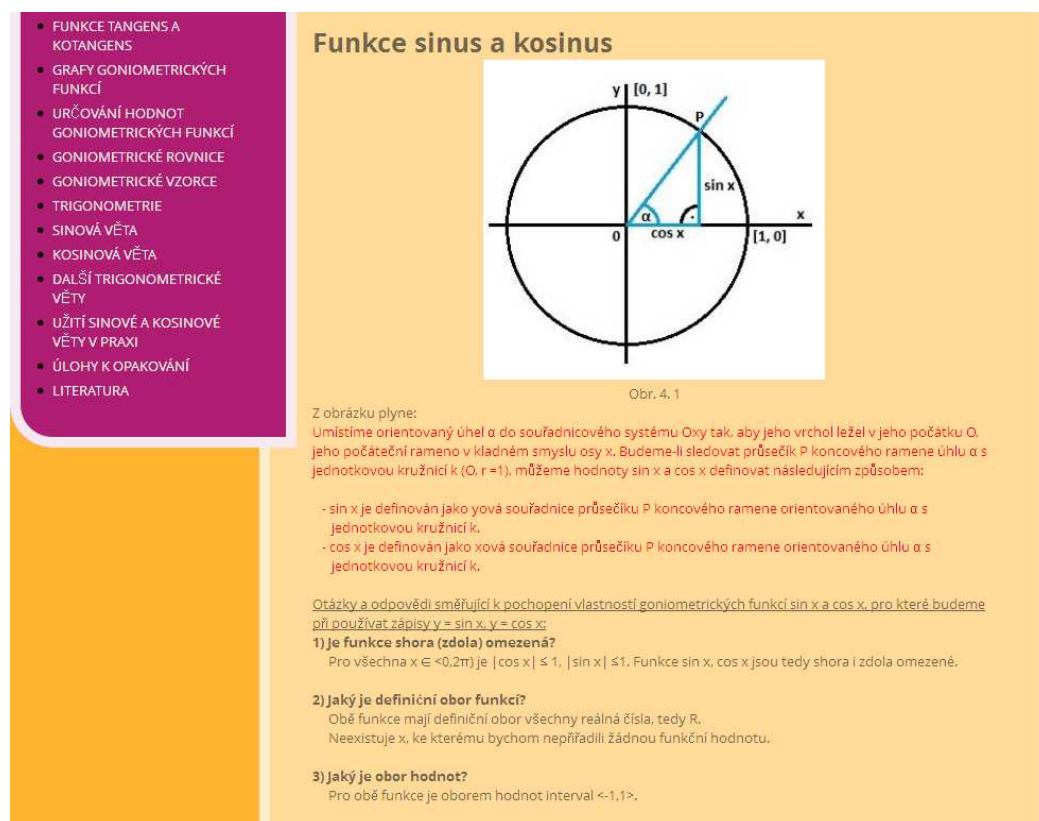 FUNKCE TANGENS A
KOTANGENS
GRAFY GONIOMETRICKÝCH
FUNKCÍ
URČOVÁNÍ HODNOT
GONIOMETRICKÝCH FUNKCÍ
GONIOMETRICKÉ ROVNICE
GONIOMETRICKÉ VZORCE
TRIGONOMETRIE
SINOVÁ VĚTA
KOSINOVÁ VĚTA
DALŠÍ TRIGONOMETRICKÉ
VĚTY
UŽITÍ SINOVÉ A KOSINOVÉ
VĚTY V PRAXI
ÚLOHY K OPAKOVÁNÍ
LITERATURA
Funkce sinus a kosinus
y [0, 1]
P
sin x
α
x
0 cos x [1, 0]
Obr. 4. 1
Z obrázku plyne:
Umístíme orientovaný úhel α do souřadnicového systému Oxy tak, aby jeho vrchol ležel v jeho počátku O,
jeho počáteční rameno v kladném smyslu osy x. Budeme-li sledovat průsečík P koncového ramene úhlu α s
jednotkovou kružnicí k (O, r =1), můžeme hodnoty sin x a cos x definovat následujícím způsobem:
- sin x je definován jako yová souřadnice průsečíku P koncového ramene orientovaného úhlu α s
jednotkovou kružnicí k.
- cos x je definován jako xová souřadnice průsečíku P koncového ramene orientovaného úhlu α s
jednotkovou kružnicí k.
Otázky a odpovědi směřující k pochopení vlastností goniometrických funkcí sin x a cos x, pro které budeme
při používat zápisy y = sin x, y = cos x:
1) Je funkce shora (zdola) omezená?
Pro všechna x ∈ <0,2π) je |cos x| ≤ 1, |sin x| ≤1. Funkce sin x, cos x jsou tedy shora i zdola omezené.
2) Jaký je definiční obor funkcí?
Obě funkce mají definiční obor všechny reálná čísla, tedy R.
Neexistuje x, ke kterému bychom nepřiřadili žádnou funkční hodnotu.
3) Jaký je obor hodnot?
Pro obě funkce je oborem hodnot interval <-1,1>.